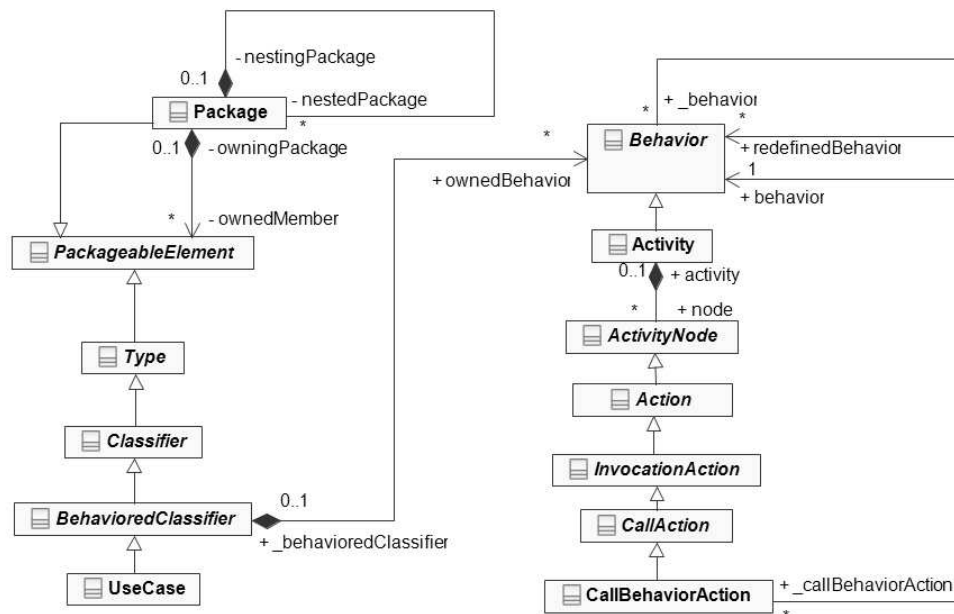 - nestingPackage
0..1
Package
- nestedPackage
*
0..1
- owningPackage
* - ownedMember
PackageableElement
Type
Classifier
BehavioredClassifier
0..1
+ _behavioredClassifier
UseCase
*
+ ownedBehavior
+ _behavior
*
Behavior
*
+ redefinedBehavior
1
+ behavior
Activity
0..1 + activity
* + node
ActivityNode
Action
InvocationAction
CallAction
CallBehaviorAction
+ _callBehaviorAction
*